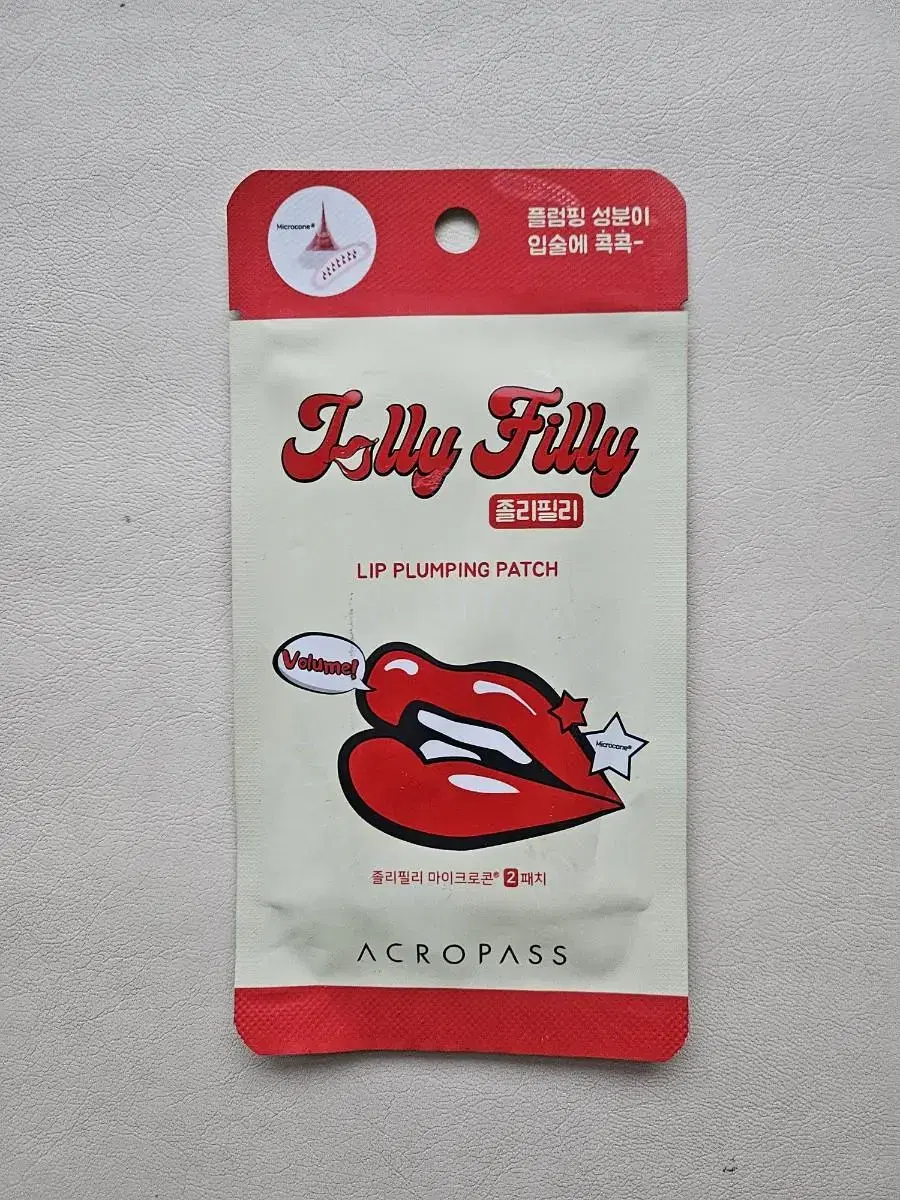 Microcone®
플럼핑 성분이
입술에 콕콕-
Jolly Filly
졸리필리
LIP PLUMPING PATCH
Volume!
Microcone®
졸리필리 마이크로콘® 2패치
ACROPASS